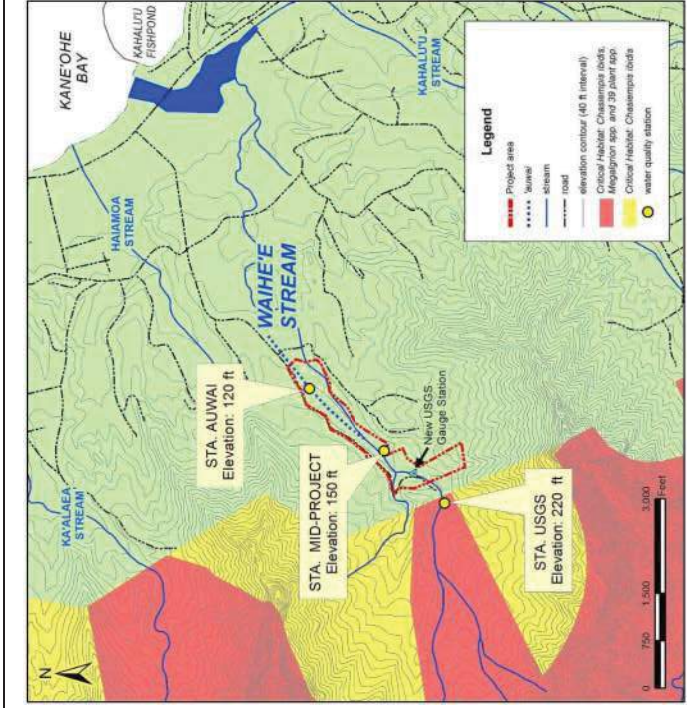 KANE'OHE
BAY
KAHALU'U
FISHPOND
HAIAMOA
STREAM
KAHALU'U
STREAM
WAIHE'E
STREAM
KA'ALAEA
STREAM
STA. AUWAI
Elevation: 120 ft
STA. MID-PROJECT
Elevation: 150 ft
New USGS
Gauge Station
STA. USGS
Elevation: 220 ft
N
0 750 1,500 3,000
Feet
Legend
Project area
'auwai
stream
road
elevation contour (40 ft interval)
Critical Habitat: Chasiempis ibidis,
Megalagrion spp. and 39 plant spp.
Critical Habitat: Chasiempis ibidis
water quality station